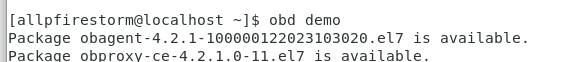 [allpfirestorm@localhost ~]$ obd demo
Package obagent-4.2.1-100000122023103020.el7 is available.
Package obproxy-ce-4.2.1.0-11.el7 is available.